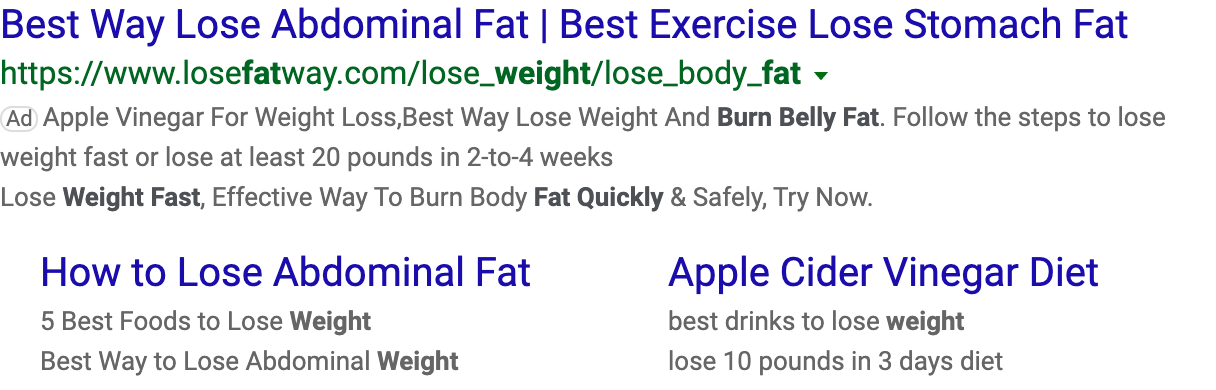 Best Way Lose Abdominal Fat | Best Exercise Lose Stomach Fat
https://www.losefatway.com/lose_weight/lose_body_fat
Ad Apple Vinegar For Weight Loss,Best Way Lose Weight And Burn Belly Fat. Follow the steps to lose
weight fast or lose at least 20 pounds in 2-to-4 weeks
Lose Weight Fast, Effective Way To Burn Body Fat Quickly & Safely, Try Now.
How to Lose Abdominal Fat
5 Best Foods to Lose Weight
Best Way to Lose Abdominal Weight
Apple Cider Vinegar Diet
best drinks to lose weight
lose 10 pounds in 3 days diet